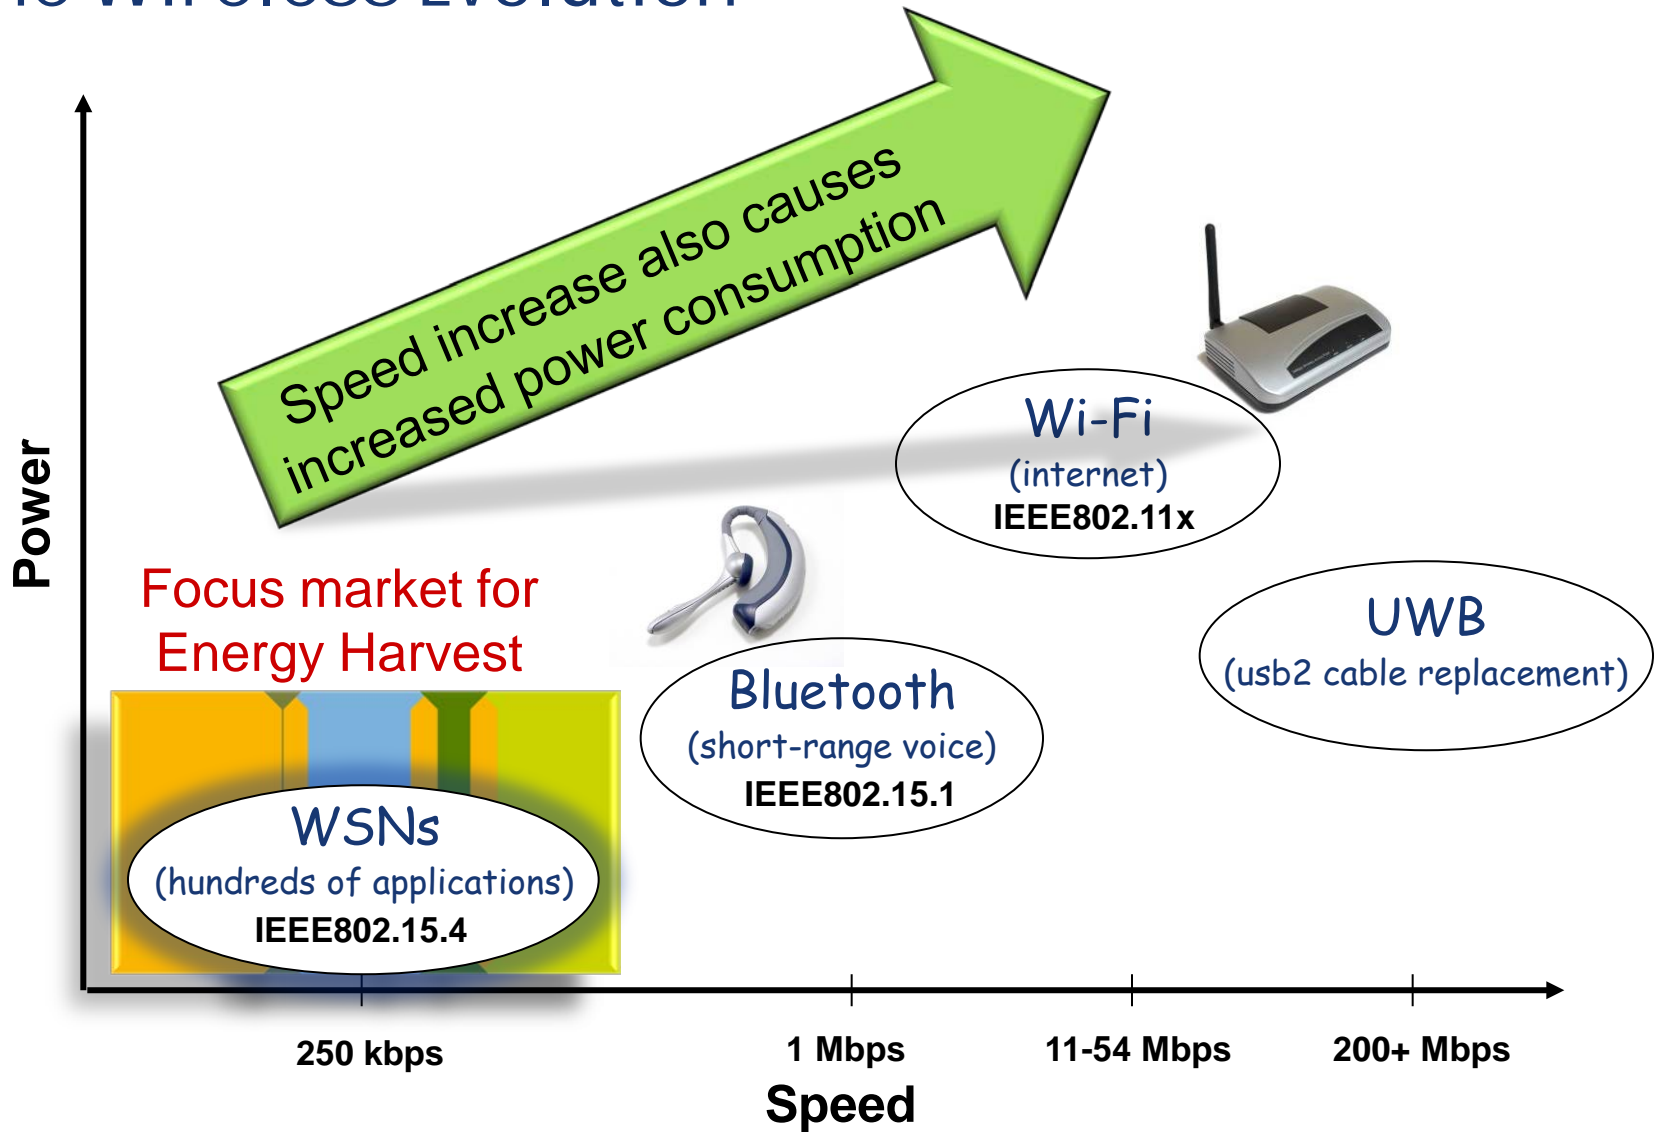 Wireless Evolution
Speed increase also causes
increased power consumption
Wi-Fi
(internet)
IEEE802.11x
Power
Focus market for
Energy Harvest
UWB
(usb2 cable replacement)
Bluetooth
(short-range voice)
IEEE802.15.1
WSNs
(hundreds of applications)
IEEE802.15.4
250 kbps
1 Mbps
11-54 Mbps
200+ Mbps
Speed